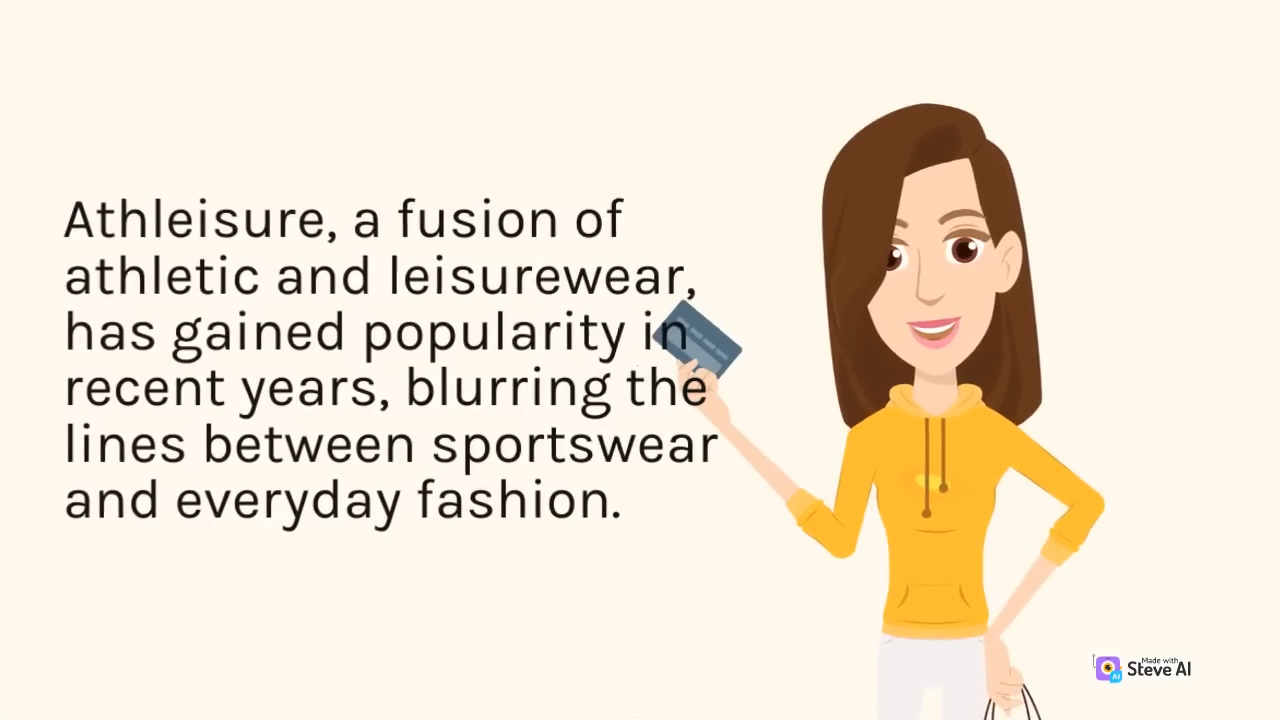 Athleisure, a fusion of
athletic and leisurewear,
has gained popularity in
recent years, blurring the
lines between sportswear
and everyday fashion.
Made with
Steve AI
AI